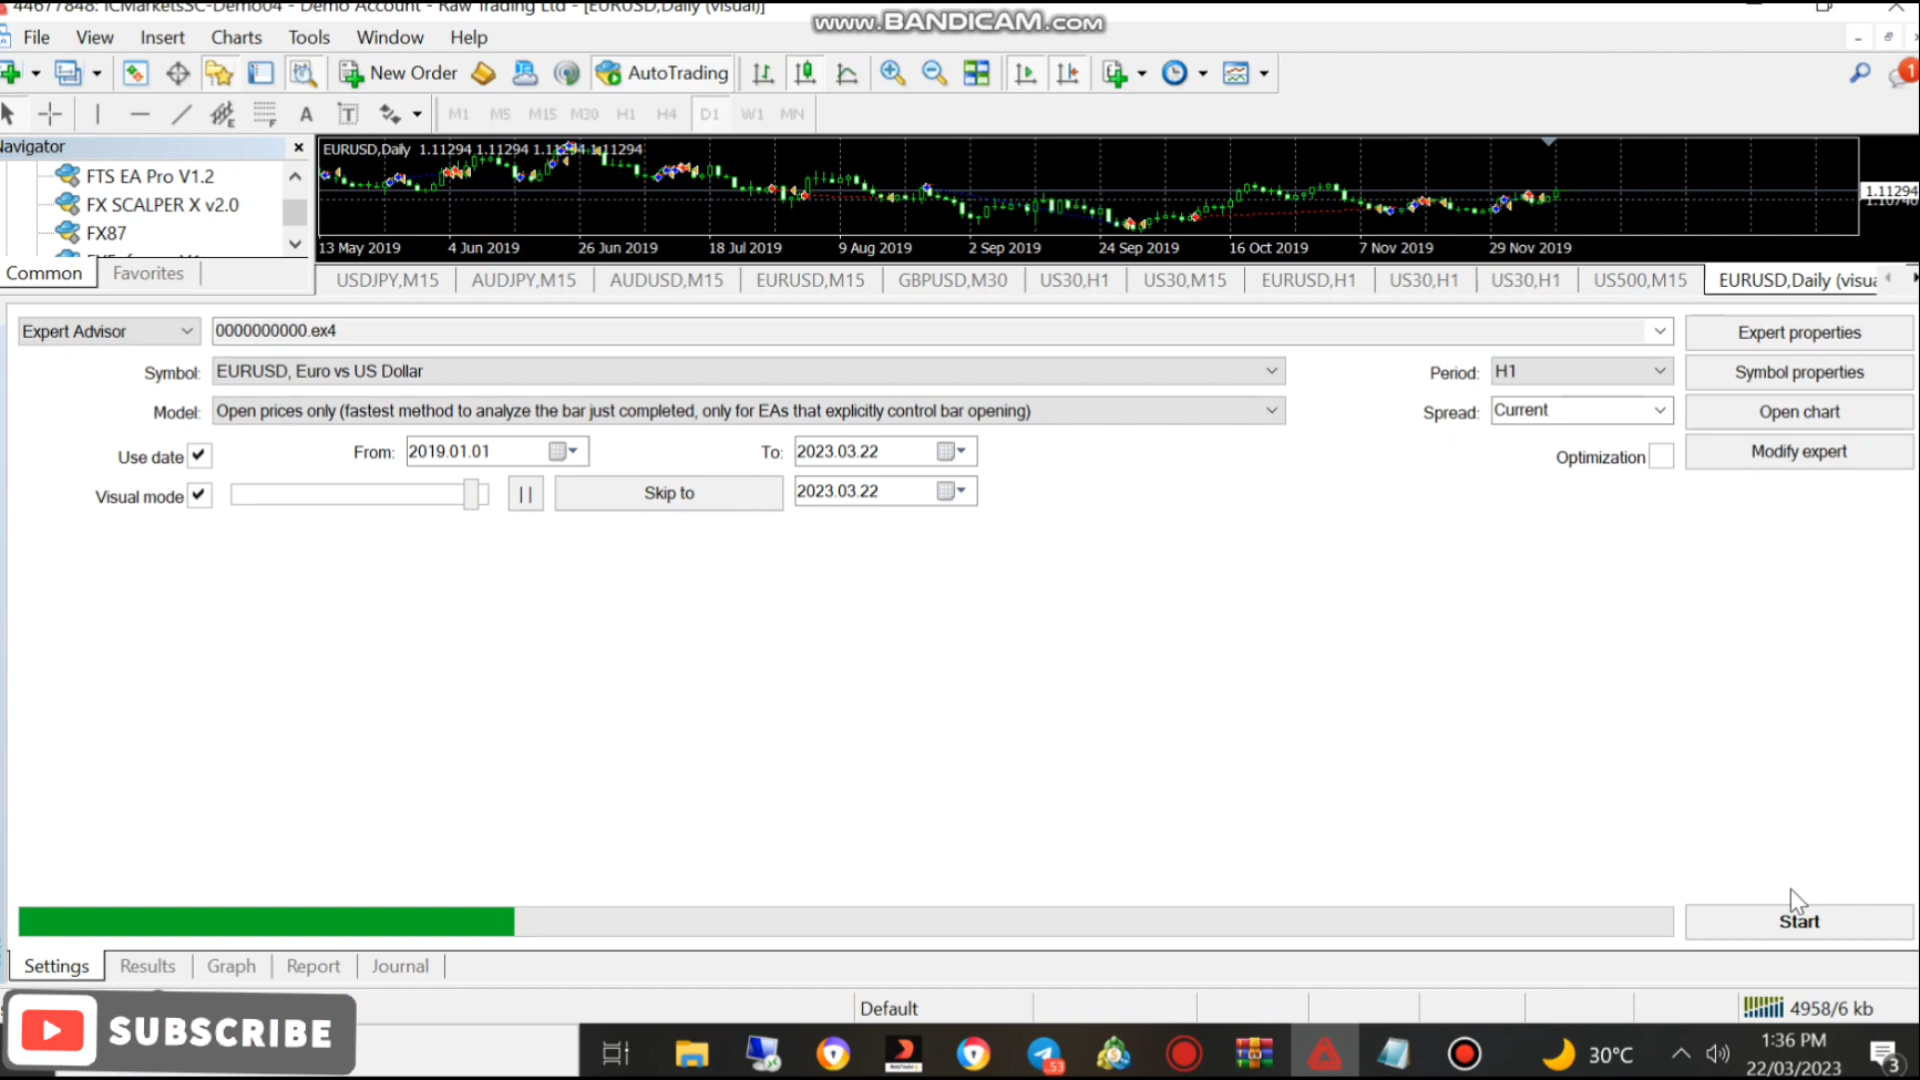 44677848: ICMarketsSC-Demo04 - Demo Account - Raw Trading Ltd - [EURUSD,Daily (visual)]
www.BANDICAM.com
File View Insert Charts Tools Window Help
New Order AutoTrading 1
A T M1 M5 M15 M30 H1 H4 D1 W1 MN
Navigator
FTS EA Pro V1.2
FX SCALPER X v2.0
FX87
Common Favorites
EURUSD,Daily 1.11294 1.11294 1.11294 1.11294
1.11294
13 May 2019 4 Jun 2019 26 Jun 2019 18 Jul 2019 9 Aug 2019 2 Sep 2019 24 Sep 2019 16 Oct 2019 7 Nov 2019 29 Nov 2019
USDJPY,M15 AUDJPY,M15 AUDUSD,M15 EURUSD,M15 GBPUSD,M30 US30,H1 US30,M15 EURUSD,H1 US30,H1 US30,H1 US500,M15 EURUSD,Daily (visua
Expert Advisor 0000000000.ex4 Expert properties
Symbol: EURUSD, Euro vs US Dollar Period: H1 Symbol properties
Model: Open prices only (fastest method to analyze the bar just completed, only for EAs that explicitly control bar opening) Spread: Current Open chart
Use date From: 2019.01.01 To: 2023.03.22 Optimization Modify expert
Visual mode Skip to 2023.03.22
Start
Settings Results Graph Report Journal
Default 4958/6 kb
SUBSCRIBE
53 30°C 1:36 PM
22/03/2023 3